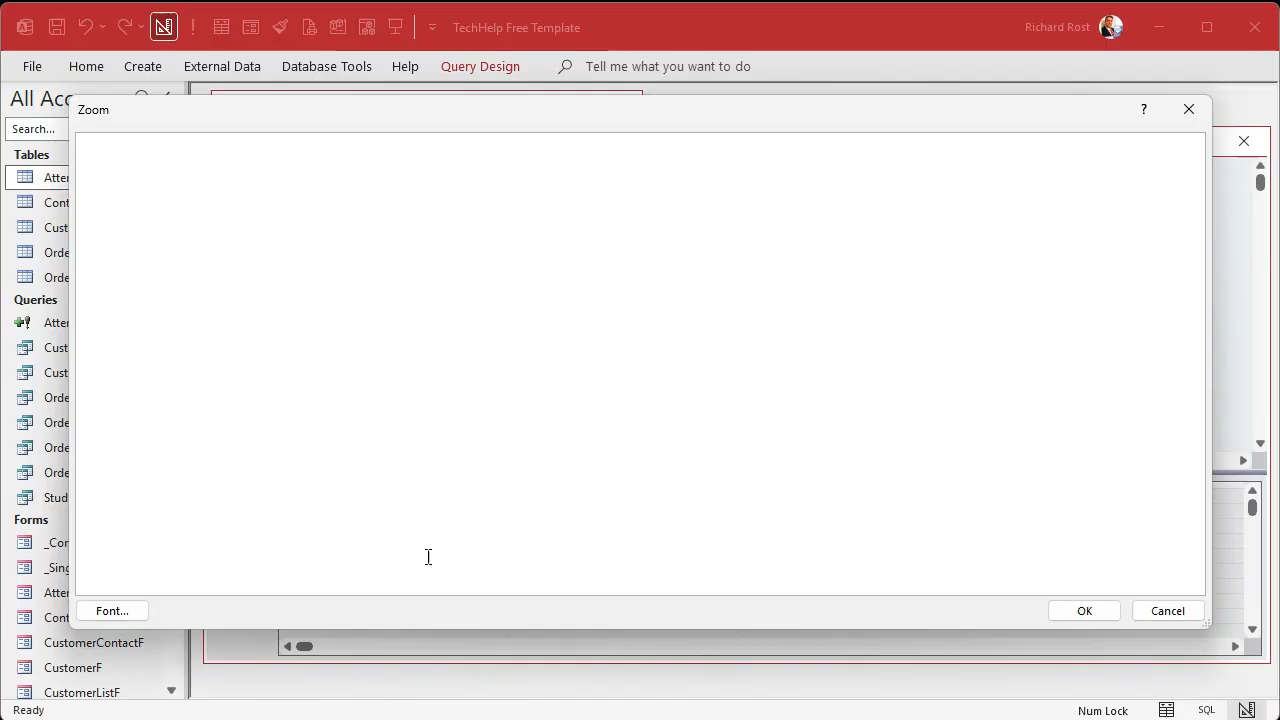 TechHelp Free Template
Richard Rost
File Home Create External Data Database Tools Help Query Design Tell me what you want to do
All Acc
Zoom ?
Search...
Tables
Atter
Cont
Cust
Orde
Orde
Queries
Atter
Cust
Cust
Orde
Orde
Orde
Orde
Stud
Forms
_Cor
_Sing
Atter
Cont
Font... OK Cancel
CustomerContactF
CustomerF
CustomerListF
Ready Num Lock SQL